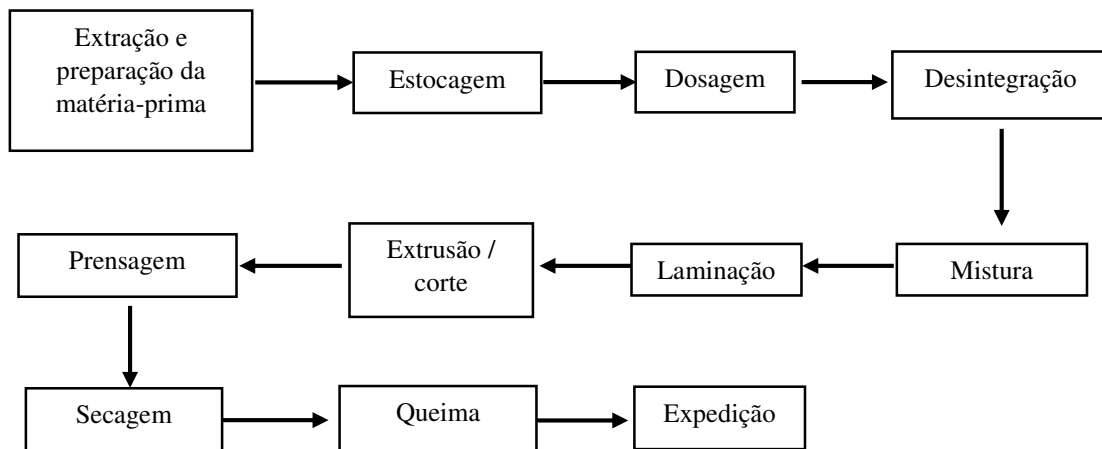 Extração e
preparação da
matéria-prima
Estocagem
Dosagem
Desintegração
Mistura
Laminação
Extrusão /
corte
Prensagem
Secagem
Queima
Expedição